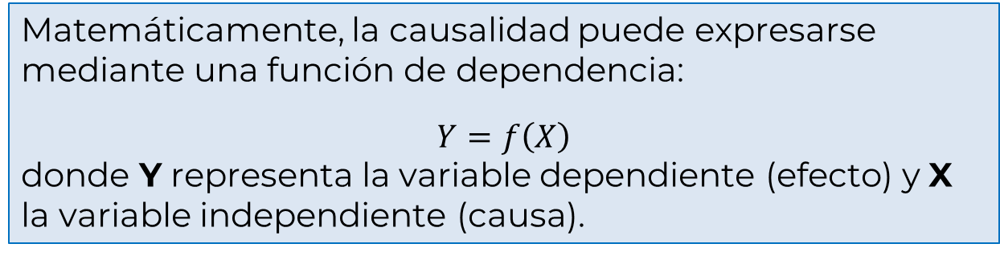 Matemáticamente, la causalidad puede expresarse
mediante una función de dependencia:
Y = f(X)
donde Y representa la variable dependiente (efecto) y X
la variable independiente (causa).